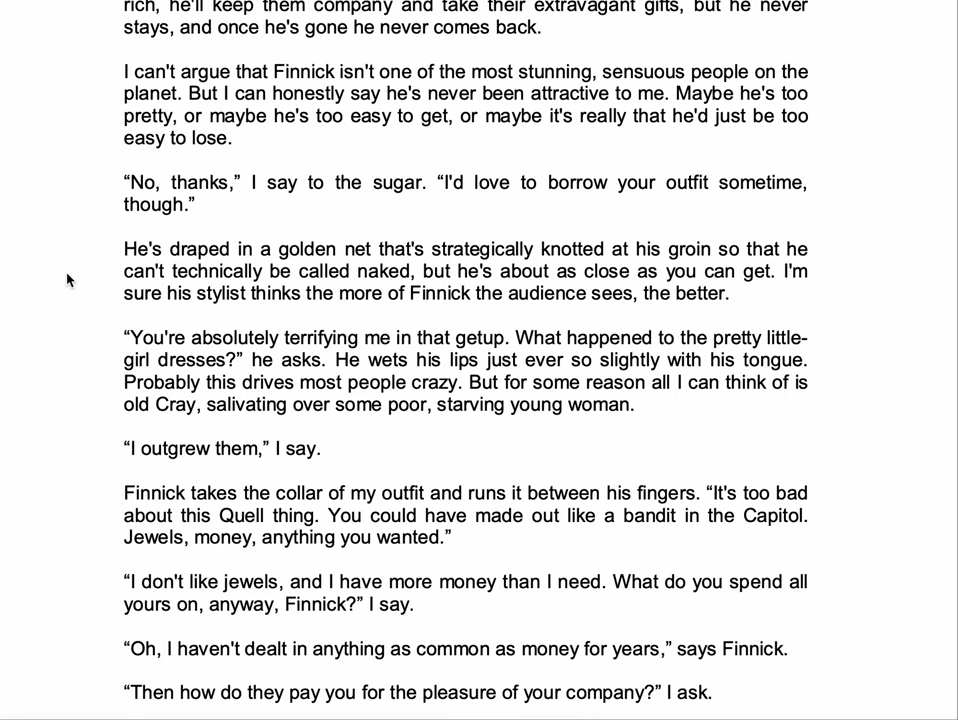 rich, he'll keep them company and take their extravagant gifts, but he never
stays, and once he's gone he never comes back.
I can't argue that Finnick isn't one of the most stunning, sensuous people on the
planet. But I can honestly say he's never been attractive to me. Maybe he's too
pretty, or maybe he's too easy to get, or maybe it's really that he'd just be too
easy to lose.
“No, thanks,” I say to the sugar. “I'd love to borrow your outfit sometime,
though.”
He's draped in a golden net that's strategically knotted at his groin so that he
can't technically be called naked, but he's about as close as you can get. I'm
sure his stylist thinks the more of Finnick the audience sees, the better.
“You're absolutely terrifying me in that getup. What happened to the pretty little-
girl dresses?” he asks. He wets his lips just ever so slightly with his tongue.
Probably this drives most people crazy. But for some reason all I can think of is
old Cray, salivating over some poor, starving young woman.
“I outgrew them,” I say.
Finnick takes the collar of my outfit and runs it between his fingers. “It's too bad
about this Quell thing. You could have made out like a bandit in the Capitol.
Jewels, money, anything you wanted.”
“I don't like jewels, and I have more money than I need. What do you spend all
yours on, anyway, Finnick?” I say.
“Oh, I haven't dealt in anything as common as money for years,” says Finnick.
“Then how do they pay you for the pleasure of your company?” I ask.